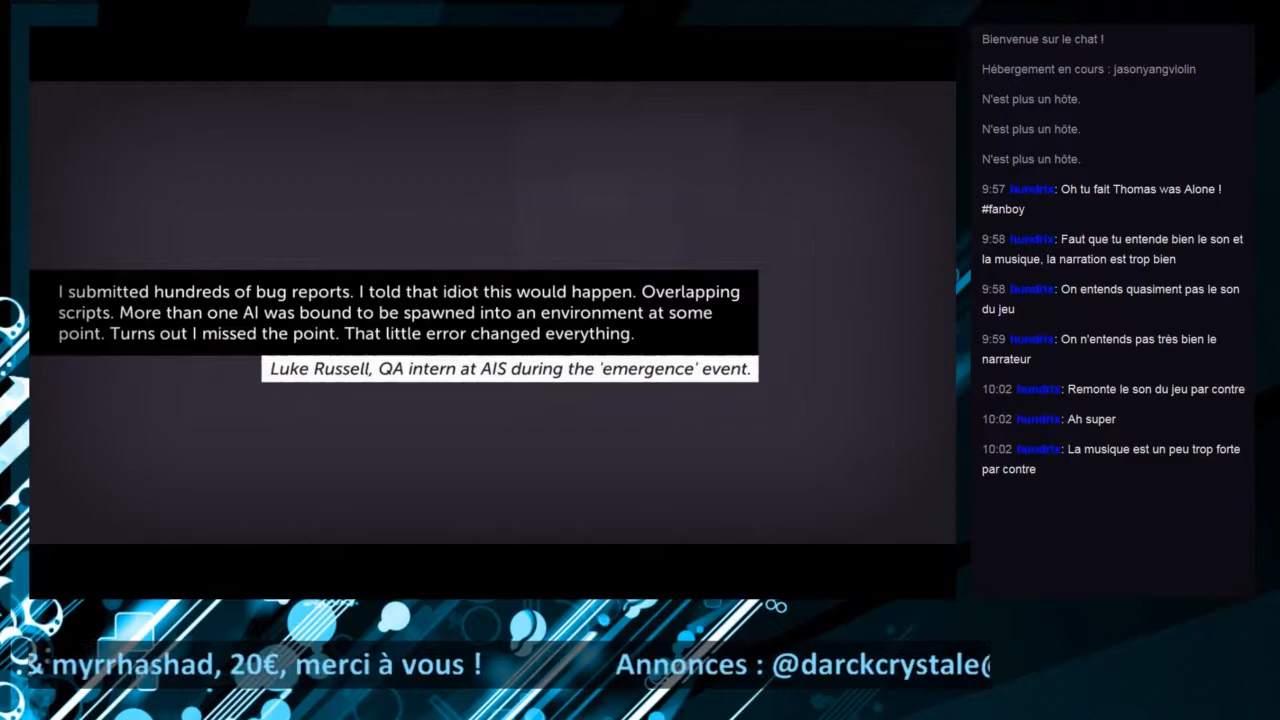 I submitted hundreds of bug reports. I told that idiot this would happen. Overlapping
scripts. More than one AI was bound to be spawned into an environment at some
point. Turns out I missed the point. That little error changed everything.
Luke Russell, QA intern at AIS during the 'emergence' event.
Bienvenue sur le chat !
Hébergement en cours : jasonyangviolin
N'est plus un hôte.
N'est plus un hôte.
N'est plus un hôte.
9:57 hundrix: Oh tu fait Thomas was Alone !
#fanboy
9:58 hundrix: Faut que tu entende bien le son et
la musique, la narration est trop bien
9:58 hundrix: On entends quasiment pas le son
du jeu
9:59 hundrix: On n'entends pas très bien le
narrateur
10:02 hundrix: Remonte le son du jeu par contre
10:02 hundrix: Ah super
10:02 hundrix: La musique est un peu trop forte
par contre
& myrrhashad, 20€, merci à vous ! Annonces : @darckcrystale